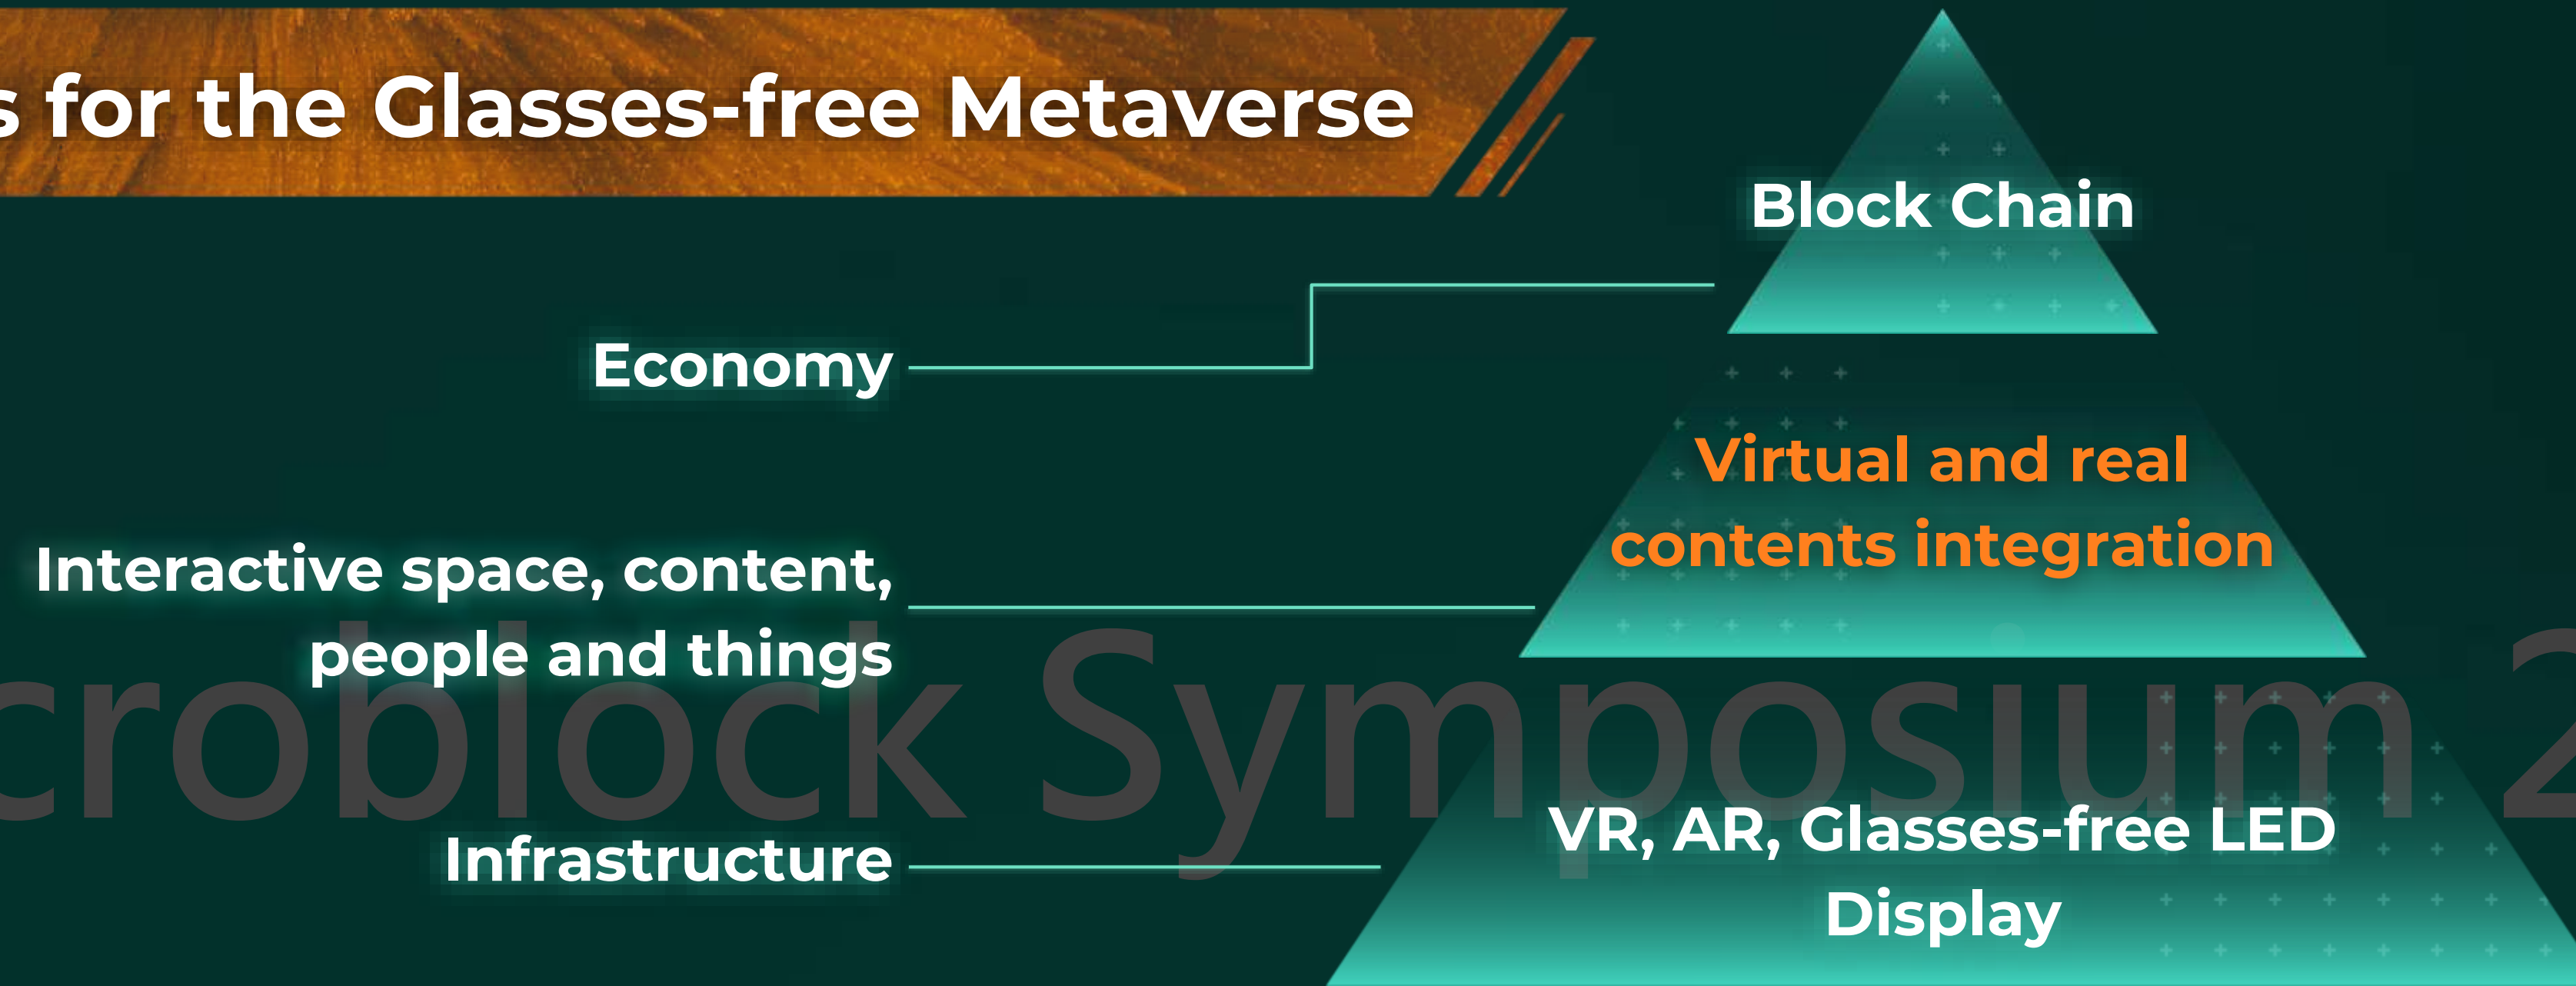 s for the Glasses-free Metaverse
Block Chain
Economy
Virtual and real
contents integration
Interactive space, content,
people and things
croblock Symposium 2
VR, AR, Glasses-free LED
Display
Infrastructure